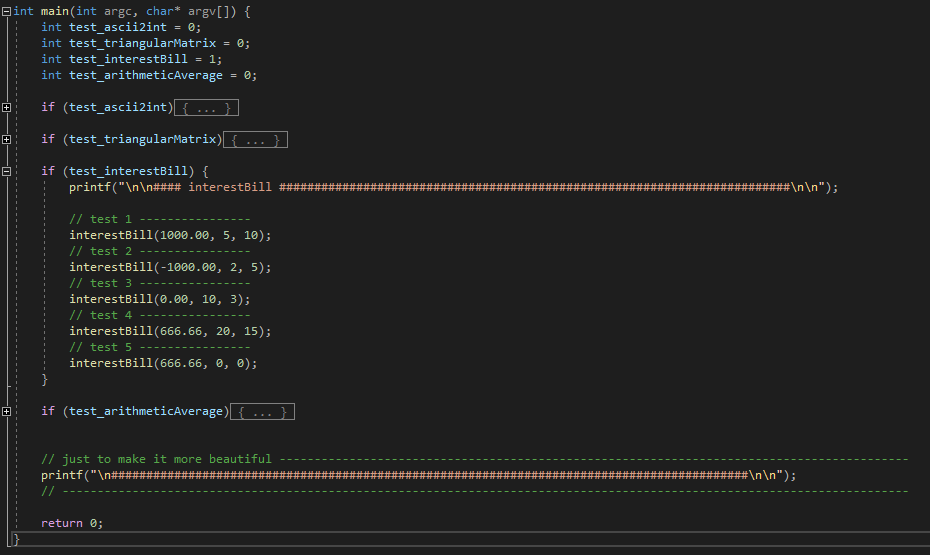 int main(int argc, char* argv[]) {
int test_ascii2int = 0;
int test_triangularMatrix = 0;
int test_interestBill = 1;
int test_arithmeticAverage = 0;
if (test_ascii2int){ ... }
if (test_triangularMatrix){ ... }
if (test_interestBill) {
printf("\n\n#### interestBill #########################################################################\n\n");
// test 1 ----------------
interestBill(1000.00, 5, 10);
// test 2 ----------------
interestBill(-1000.00, 2, 5);
// test 3 ----------------
interestBill(0.00, 10, 3);
// test 4 ----------------
interestBill(666.66, 20, 15);
// test 5 ----------------
interestBill(666.66, 0, 0);
}
if (test_arithmeticAverage){ ... }
// just to make it more beautiful ------------------------------------------------------------------------------------------
printf("\n###########################################################################################\n\n");
// -------------------------------------------------------------------------------------------------------------------------
return 0;
}